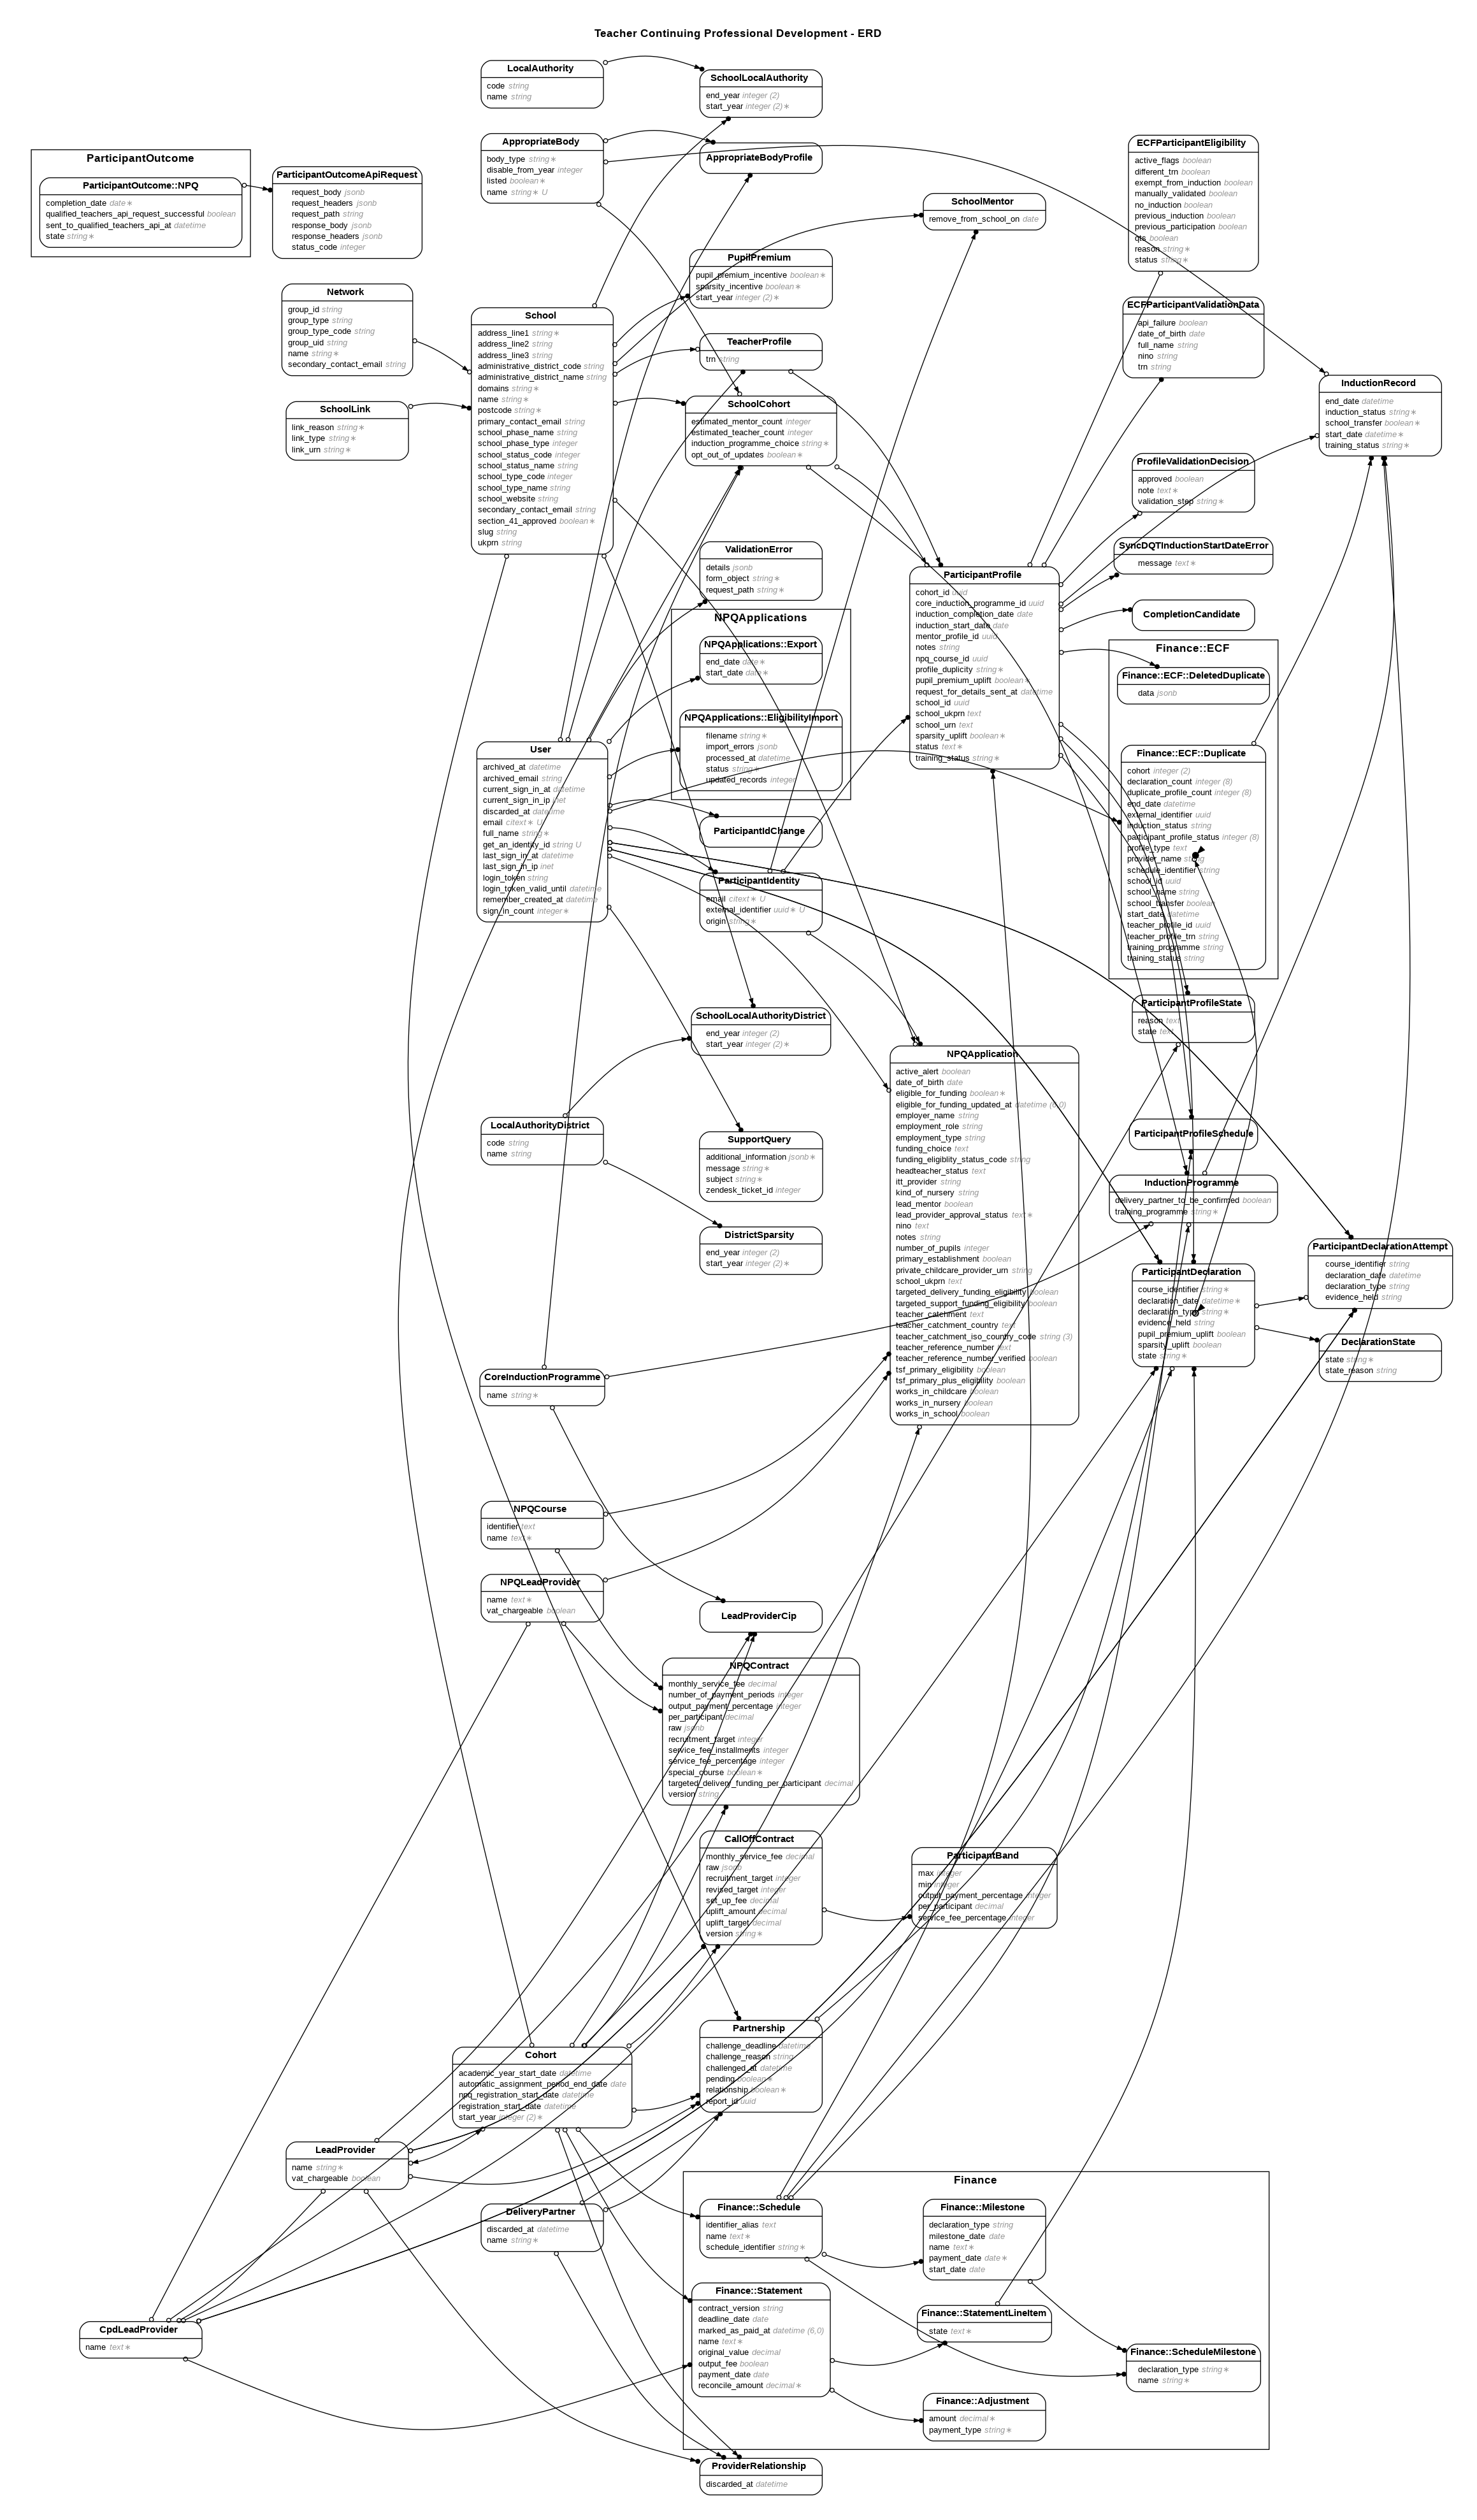 Teacher Continuing Professional Development - ERD
LocalAuthority
code string
name string
SchoolLocalAuthority
end_year integer (2)
start_year integer (2)∗
AppropriateBody
body_type string∗
disable_from_year integer
listed boolean∗
name string∗ U
AppropriateBodyProfile
ECFParticipantEligibility
active_flags boolean
different_trn boolean
exempt_from_induction boolean
manually_validated boolean
no_induction boolean
previous_induction boolean
previous_participation boolean
qts boolean
reason string∗
status string∗
ParticipantOutcome
ParticipantOutcome::NPQ
completion_date date∗
qualified_teachers_api_request_successful boolean
sent_to_qualified_teachers_api_at datetime
state string∗
ParticipantOutcomeApiRequest
request_body jsonb
request_headers jsonb
request_path string
response_body jsonb
response_headers jsonb
status_code integer
SchoolMentor
remove_from_school_on date
PupilPremium
pupil_premium_incentive boolean∗
sparsity_incentive boolean∗
start_year integer (2)∗
Network
group_id string
group_type string
group_type_code string
group_uid string
name string∗
secondary_contact_email string
School
address_line1 string∗
address_line2 string
address_line3 string
administrative_district_code string
administrative_district_name string
domains string∗
name string∗
postcode string∗
primary_contact_email string
school_phase_name string
school_phase_type integer
school_status_code integer
school_status_name string
school_type_code integer
school_type_name string
school_website string
secondary_contact_email string
section_41_approved boolean∗
slug string
ukprn string
TeacherProfile
trn string
ECFParticipantValidationData
api_failure boolean
date_of_birth date
full_name string
nino string
trn string
InductionRecord
end_date datetime
induction_status string∗
school_transfer boolean∗
start_date datetime∗
training_status string∗
SchoolLink
link_reason string∗
link_type string∗
link_urn string∗
SchoolCohort
estimated_mentor_count integer
estimated_teacher_count integer
induction_programme_choice string∗
opt_out_of_updates boolean∗
ProfileValidationDecision
approved boolean
note text∗
validation_step string∗
ValidationError
details jsonb
form_object string∗
request_path string∗
SyncDQTInductionStartDateError
message text∗
ParticipantProfile
cohort_id uuid
core_induction_programme_id uuid
induction_completion_date date
induction_start_date date
mentor_profile_id uuid
notes string
npq_course_id uuid
profile_duplicity string∗
pupil_premium_uplift boolean∗
request_for_details_sent_at datetime
school_id uuid
school_ukprn text
school_urn text
sparsity_uplift boolean∗
status text∗
training_status string∗
CompletionCandidate
NPQApplications
NPQApplications::Export
end_date date∗
start_date date∗
NPQApplications::EligibilityImport
filename string∗
import_errors jsonb
processed_at datetime
status string∗
updated_records integer
Finance::ECF
Finance::ECF::DeletedDuplicate
data jsonb
Finance::ECF::Duplicate
cohort integer (2)
declaration_count integer (8)
duplicate_profile_count integer (8)
end_date datetime
external_identifier uuid
induction_status string
participant_profile_status integer (8)
profile_type text
provider_name string
schedule_identifier string
school_id uuid
school_name string
school_transfer boolean
start_date datetime
teacher_profile_id uuid
teacher_profile_trn string
training_programme string
training_status string
User
archived_at datetime
archived_email string
current_sign_in_at datetime
current_sign_in_ip inet
discarded_at datetime
email citext∗ U
full_name string∗
get_an_identity_id string U
last_sign_in_at datetime
last_sign_in_ip inet
login_token string
login_token_valid_until datetime
remember_created_at datetime
sign_in_count integer∗
ParticipantIdChange
ParticipantIdentity
email citext∗ U
external_identifier uuid∗ U
origin string∗
ParticipantProfileState
reason text
state text
SchoolLocalAuthorityDistrict
end_year integer (2)
start_year integer (2)∗
NPQApplication
active_alert boolean
date_of_birth date
eligible_for_funding boolean∗
eligible_for_funding_updated_at datetime (6,0)
employer_name string
employment_role string
employment_type string
funding_choice text
funding_eligiblity_status_code string
headteacher_status text
itt_provider string
kind_of_nursery string
lead_mentor boolean
lead_provider_approval_status text∗
nino text
notes string
number_of_pupils integer
primary_establishment boolean
private_childcare_provider_urn string
school_ukprn text
targeted_delivery_funding_eligibility boolean
targeted_support_funding_eligibility boolean
teacher_catchment text
teacher_catchment_country text
teacher_catchment_iso_country_code string (3)
teacher_reference_number text
teacher_reference_number_verified boolean
tsf_primary_eligibility boolean
tsf_primary_plus_eligibility boolean
works_in_childcare boolean
works_in_nursery boolean
works_in_school boolean
LocalAuthorityDistrict
code string
name string
SupportQuery
additional_information jsonb∗
message string∗
subject string∗
zendesk_ticket_id integer
ParticipantProfileSchedule
InductionProgramme
delivery_partner_to_be_confirmed boolean
training_programme string∗
DistrictSparsity
end_year integer (2)
start_year integer (2)∗
ParticipantDeclaration
course_identifier string∗
declaration_date datetime∗
declaration_type string∗
evidence_held string
pupil_premium_uplift boolean
sparsity_uplift boolean
state string∗
ParticipantDeclarationAttempt
course_identifier string
declaration_date datetime
declaration_type string
evidence_held string
DeclarationState
state string∗
state_reason string
CoreInductionProgramme
name string∗
NPQCourse
identifier text
name text∗
NPQLeadProvider
name text∗
vat_chargeable boolean
LeadProviderCip
NPQContract
monthly_service_fee decimal
number_of_payment_periods integer
output_payment_percentage integer
per_participant decimal
raw jsonb
recruitment_target integer
service_fee_installments integer
service_fee_percentage integer
special_course boolean∗
targeted_delivery_funding_per_participant decimal
version string
CallOffContract
monthly_service_fee decimal
raw jsonb
recruitment_target integer
revised_target integer
set_up_fee decimal
uplift_amount decimal
uplift_target decimal
version string∗
ParticipantBand
max integer
min integer
output_payment_percentage integer
per_participant decimal
service_fee_percentage integer
Partnership
challenge_deadline datetime
challenge_reason string
challenged_at datetime
pending boolean∗
relationship boolean∗
report_id uuid
Cohort
academic_year_start_date datetime
automatic_assignment_period_end_date date
npq_registration_start_date datetime
registration_start_date datetime
start_year integer (2)∗
LeadProvider
name string∗
vat_chargeable boolean
DeliveryPartner
discarded_at datetime
name string∗
Finance
Finance::Schedule
identifier_alias text
name text∗
schedule_identifier string∗
Finance::Milestone
declaration_type string
milestone_date date
name text∗
payment_date date∗
start_date date
Finance::Statement
contract_version string
deadline_date date
marked_as_paid_at datetime (6,0)
name text∗
original_value decimal
output_fee boolean
payment_date date
reconcile_amount decimal∗
Finance::StatementLineItem
state text∗
CpdLeadProvider
name text∗
Finance::ScheduleMilestone
declaration_type string∗
name string∗
Finance::Adjustment
amount decimal∗
payment_type string∗
ProviderRelationship
discarded_at datetime